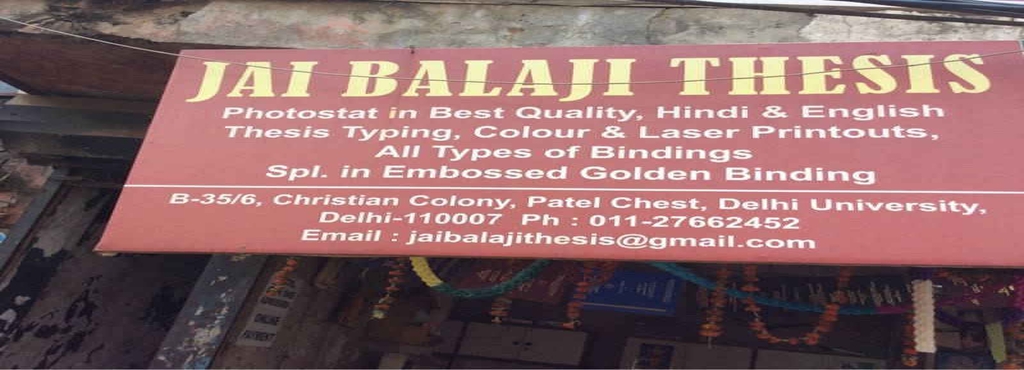 JAI BALAJI THESIS
Photostat in Best Quality, Hindi & English
Thesis Typing, Colour & Laser Printouts,
All Types of Bindings
Spl. in Embossed Golden Binding
B-35/6, Christian Colony, Patel Chest, Delhi University,
Delhi-110007 Ph : 011-27662452
Email : jaibalajithesis@gmail.com
ONLINE
PAYMENT